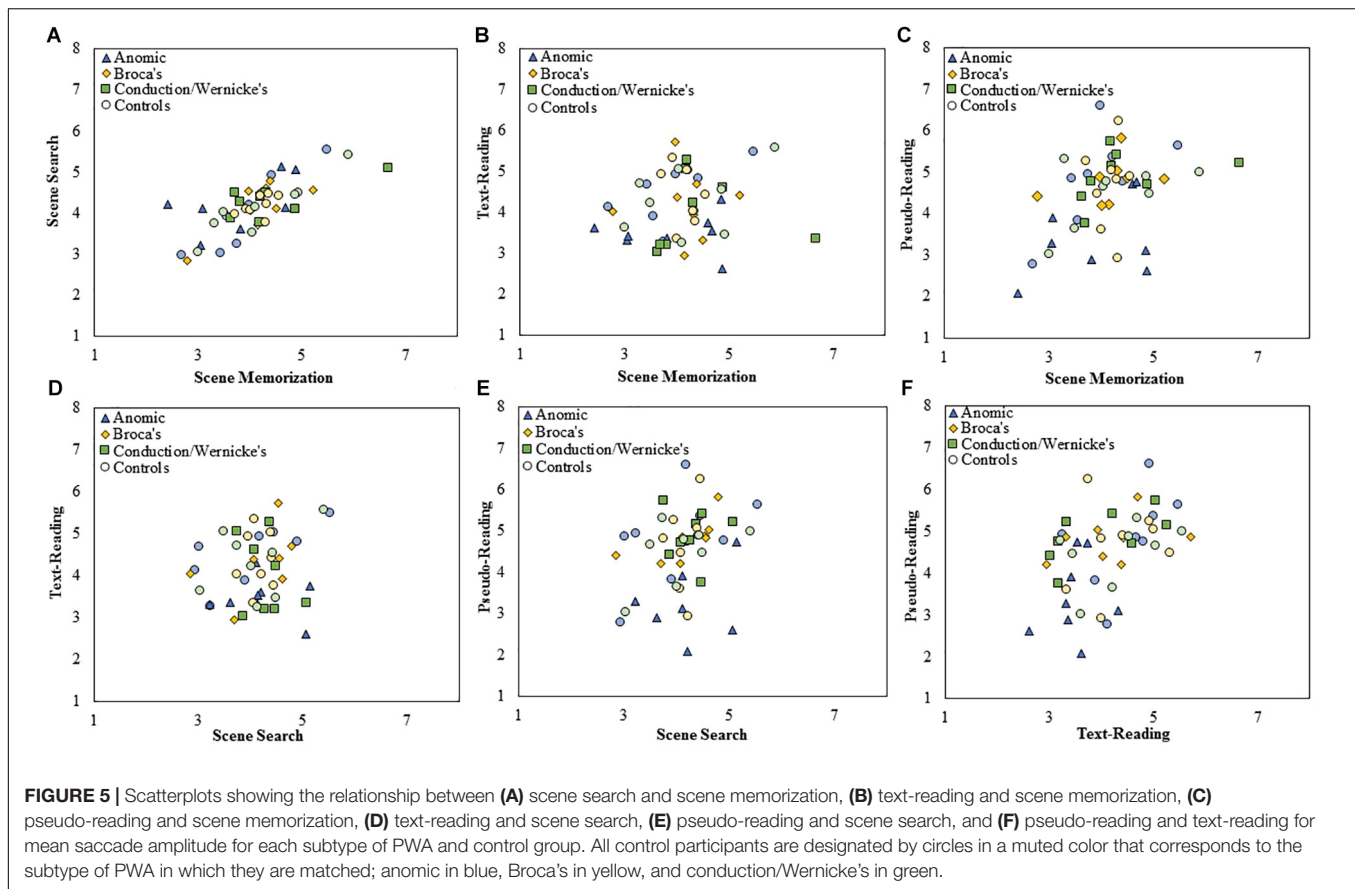 A
8
7
6
5
4
3
2
1
Scene Search
Anomic
Broca's
Conduction/Wernicke's
Controls
1 3 5 7
Scene Memorization
B
8
7
6
5
4
3
2
1
Text-Reading
Anomic
Broca's
Conduction/Wernicke's
Controls
1 3 5 7
Scene Memorization
C
8
7
6
5
4
3
2
1
Pseudo-Reading
Anomic
Broca's
Conduction/Wernicke's
Controls
1 3 5 7
Scene Memorization
D
8
7
6
5
4
3
2
1
Text-Reading
Anomic
Broca's
Conduction/Wernicke's
Controls
1 3 5 7
Scene Search
E
8
7
6
5
4
3
2
1
Pseudo-Reading
Anomic
Broca's
Conduction/Wernicke's
Controls
1 3 5 7
Scene Search
F
8
7
6
5
4
3
2
1
Pseudo-Reading
Anomic
Broca's
Conduction/Wernicke's
Controls
1 3 5 7
Text-Reading
FIGURE 5 | Scatterplots showing the relationship between (A) scene search and scene memorization, (B) text-reading and scene memorization, (C)
pseudo-reading and scene memorization, (D) text-reading and scene search, (E) pseudo-reading and scene search, and (F) pseudo-reading and text-reading for
mean saccade amplitude for each subtype of PWA and control group. All control participants are designated by circles in a muted color that corresponds to the
subtype of PWA in which they are matched; anomic in blue, Broca's in yellow, and conduction/Wernicke's in green.